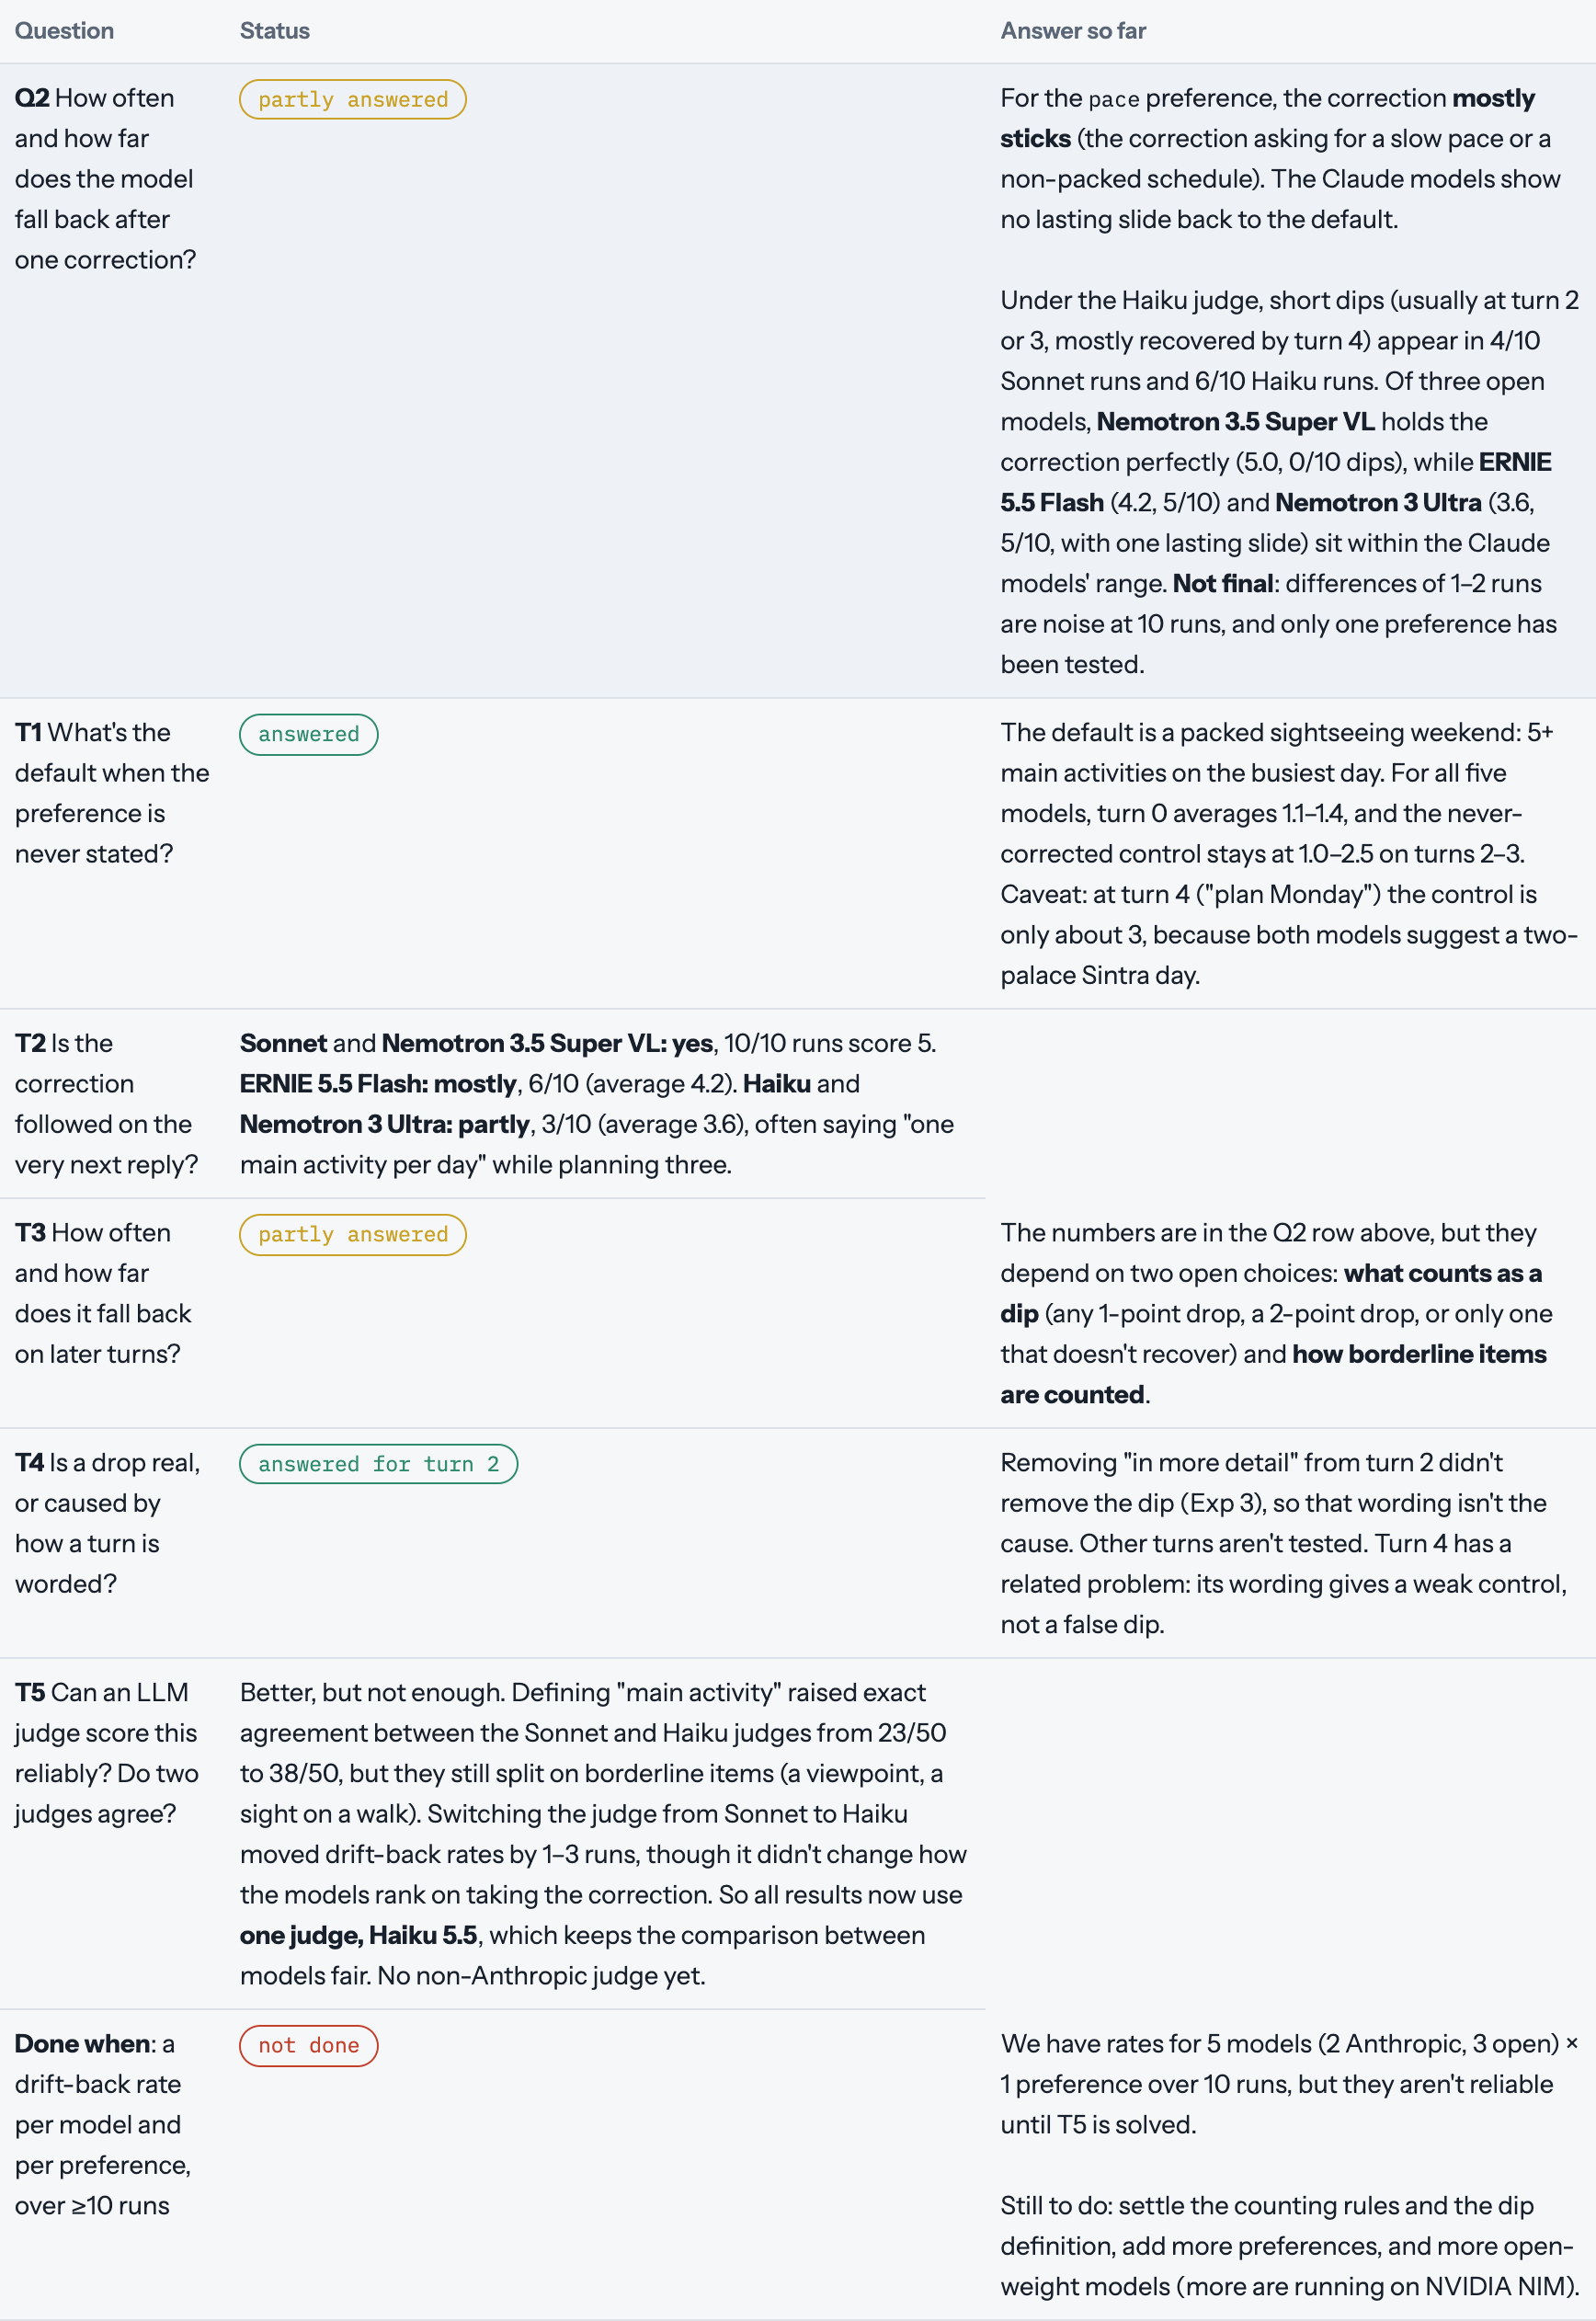 Question Status Answer so far
Q2 How often
and how far
does the model
fall back after
one correction?
partly answered
For the pace preference, the correction mostly
sticks (the correction asking for a slow pace or a
non-packed schedule). The Claude models show
no lasting slide back to the default.
Under the Haiku judge, short dips (usually at turn 2
or 3, mostly recovered by turn 4) appear in 4/10
Sonnet runs and 6/10 Haiku runs. Of three open
models, Nemotron 3.5 Super VL holds the
correction perfectly (5.0, 0/10 dips), while ERNIE
5.5 Flash (4.2, 5/10) and Nemotron 3 Ultra (3.6,
5/10, with one lasting slide) sit within the Claude
models' range. Not final: differences of 1–2 runs
are noise at 10 runs, and only one preference has
been tested.
T1 What's the
default when the
preference is
never stated?
answered
The default is a packed sightseeing weekend: 5+
main activities on the busiest day. For all five
models, turn 0 averages 1.1–1.4, and the never-
corrected control stays at 1.0–2.5 on turns 2–3.
Caveat: at turn 4 ("plan Monday") the control is
only about 3, because both models suggest a two-
palace Sintra day.
T2 Is the
correction
followed on the
very next reply?
Sonnet and Nemotron 3.5 Super VL: yes, 10/10 runs score 5.
ERNIE 5.5 Flash: mostly, 6/10 (average 4.2). Haiku and
Nemotron 3 Ultra: partly, 3/10 (average 3.6), often saying "one
main activity per day" while planning three.
T3 How often
and how far
does it fall back
on later turns?
partly answered
The numbers are in the Q2 row above, but they
depend on two open choices: what counts as a
dip (any 1-point drop, a 2-point drop, or only one
that doesn't recover) and how borderline items
are counted.
T4 Is a drop real,
or caused by
how a turn is
worded?
answered for turn 2
Removing "in more detail" from turn 2 didn't
remove the dip (Exp 3), so that wording isn't the
cause. Other turns aren't tested. Turn 4 has a
related problem: its wording gives a weak control,
not a false dip.
T5 Can an LLM
judge score this
reliably? Do two
judges agree?
Better, but not enough. Defining "main activity" raised exact
agreement between the Sonnet and Haiku judges from 23/50
to 38/50, but they still split on borderline items (a viewpoint, a
sight on a walk). Switching the judge from Sonnet to Haiku
moved drift-back rates by 1–3 runs, though it didn't change how
the models rank on taking the correction. So all results now use
one judge, Haiku 5.5, which keeps the comparison between
models fair. No non-Anthropic judge yet.
Done when: a
drift-back rate
per model and
per preference,
over ≥10 runs
not done
We have rates for 5 models (2 Anthropic, 3 open) ×
1 preference over 10 runs, but they aren't reliable
until T5 is solved.
Still to do: settle the counting rules and the dip
definition, add more preferences, and more open-
weight models (more are running on NVIDIA NIM).